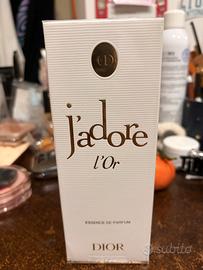 CD
j'adore
l'Or
ESSENCE DE PARFUM
DIOR
subito